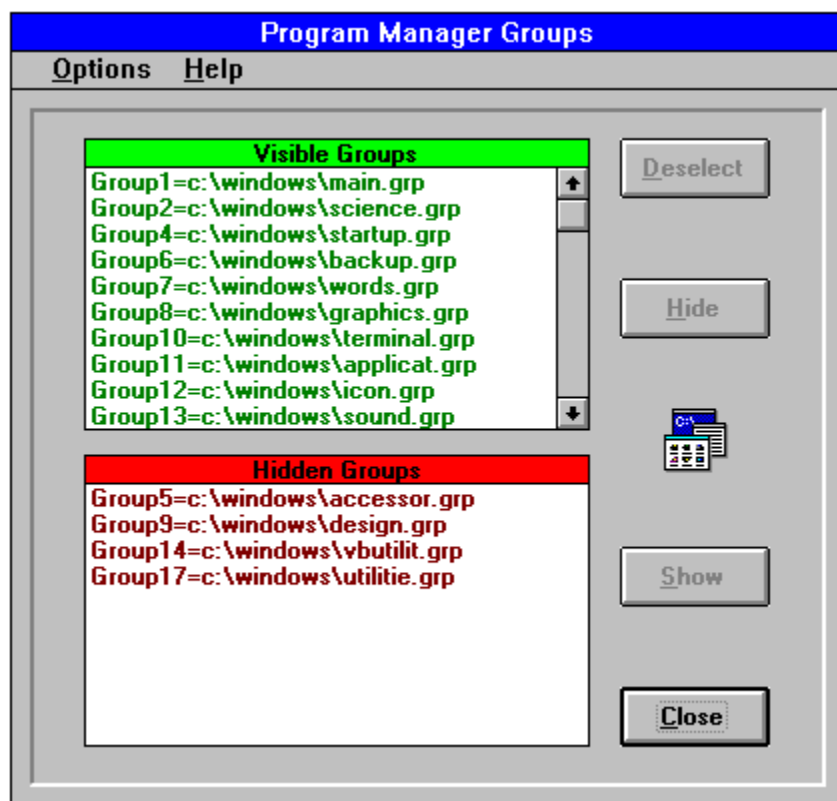 Program Manager Groups
Options Help
Visible Groups
Deselect
Group1=c:\windows\main.grp
Group2=c:\windows\science.grp
Group4=c:\windows\startup.grp
Group6=c:\windows\backup.grp
Group7=c:\windows\words.grp
Group8=c:\windows\graphics.grp
Group10=c:\windows\terminal.grp
Group11=c:\windows\applicat.grp
Group12=c:\windows\icon.grp
Group13=c:\windows\sound.grp
Hide
C:\
Hidden Groups
Group5=c:\windows\accessor.grp
Group9=c:\windows\design.grp
Group14=c:\windows\vbutilit.grp
Group17=c:\windows\utilitie.grp
Show
Close